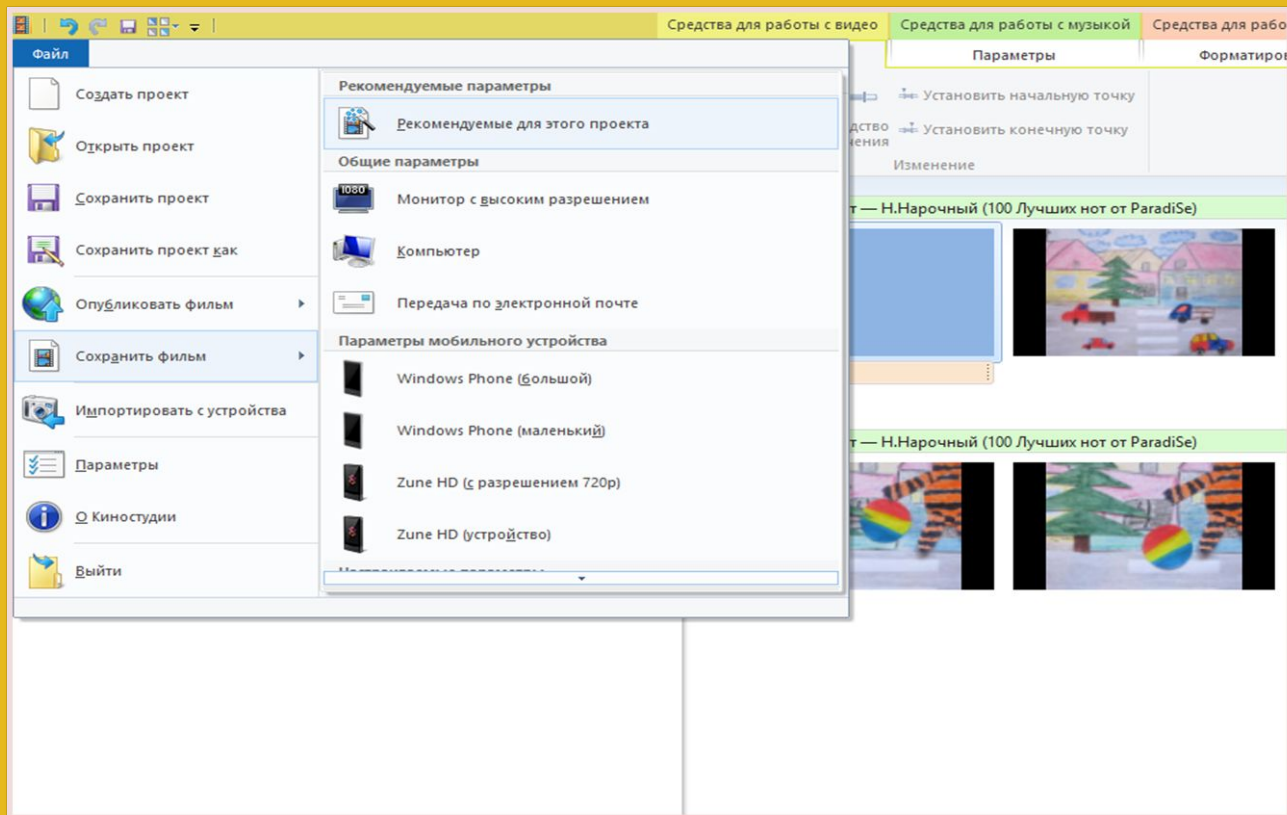 Средства для работы с видео
Средства для работы с музыкой
Средства для рабо
Файл
Параметры
Форматиров
Создать проект
Открыть проект
Сохранить проект
Сохранить проект как
Опубликовать фильм
Сохранить фильм
Импортировать с устройства
Параметры
О Киностудии
Выйти
Рекомендуемые параметры
Рекомендуемые для этого проекта
Общие параметры
1080
Монитор с высоким разрешением
Компьютер
Передача по электронной почте
Параметры мобильного устройства
Windows Phone (большой)
Windows Phone (маленький)
Zune HD (с разрешением 720p)
Zune HD (устройство)
дство
чения
Установить начальную точку
Установить конечную точку
Изменение
т — Н.Нарочный (100 Лучших нот от ParadiSe)
т — Н.Нарочный (100 Лучших нот от ParadiSe)